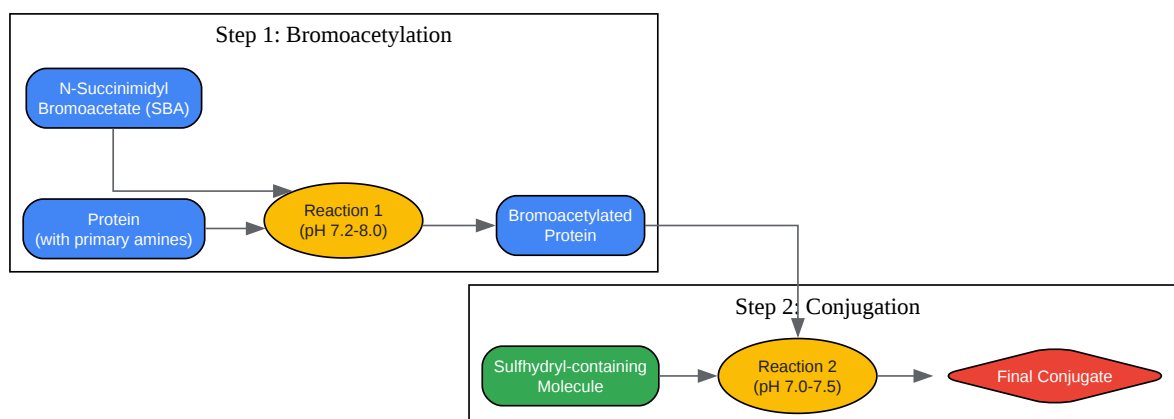 Step 1: Bromoacetylation
N-Succinimidyl
Bromoacetate (SBA)
Protein
(with primary amines)
Reaction 1
(pH 7.2-8.0)
Bromoacetylated
Protein
Step 2: Conjugation
Sulfhydryl-containing
Molecule
Reaction 2
(pH 7.0-7.5)
Final Conjugate